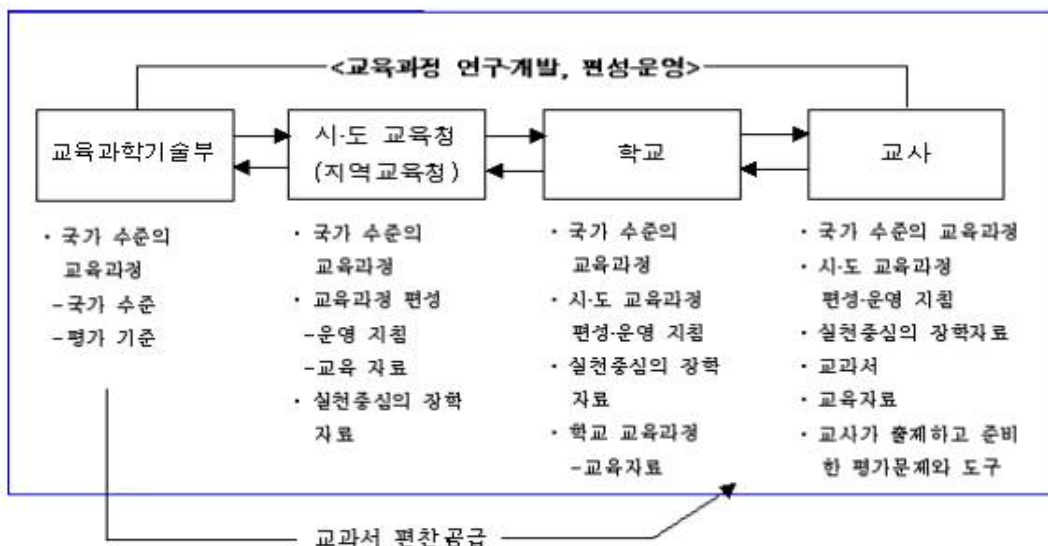 <교육과정 연구·개발, 편성·운영>
교육과학기술부
시·도 교육청
(지역교육청)
학교
교사
· 국가 수준의
교육과정
-국가 수준
-평가 기준
· 국가 수준의
교육과정
· 교육과정 편성
-운영 지침
-교육 자료
· 실천중심의 장학
자료
· 국가 수준의
교육과정
· 시·도 교육과정
편성·운영 지침
· 실천중심의 장학
자료
· 학교 교육과정
-교육자료
· 국가 수준의 교육과정
· 시·도 교육과정
편성·운영 지침
· 실천중심의 장학자료
· 교과서
· 교육자료
· 교사가 출제하고 준비
한 평가문제와 도구
교과서 편찬공급